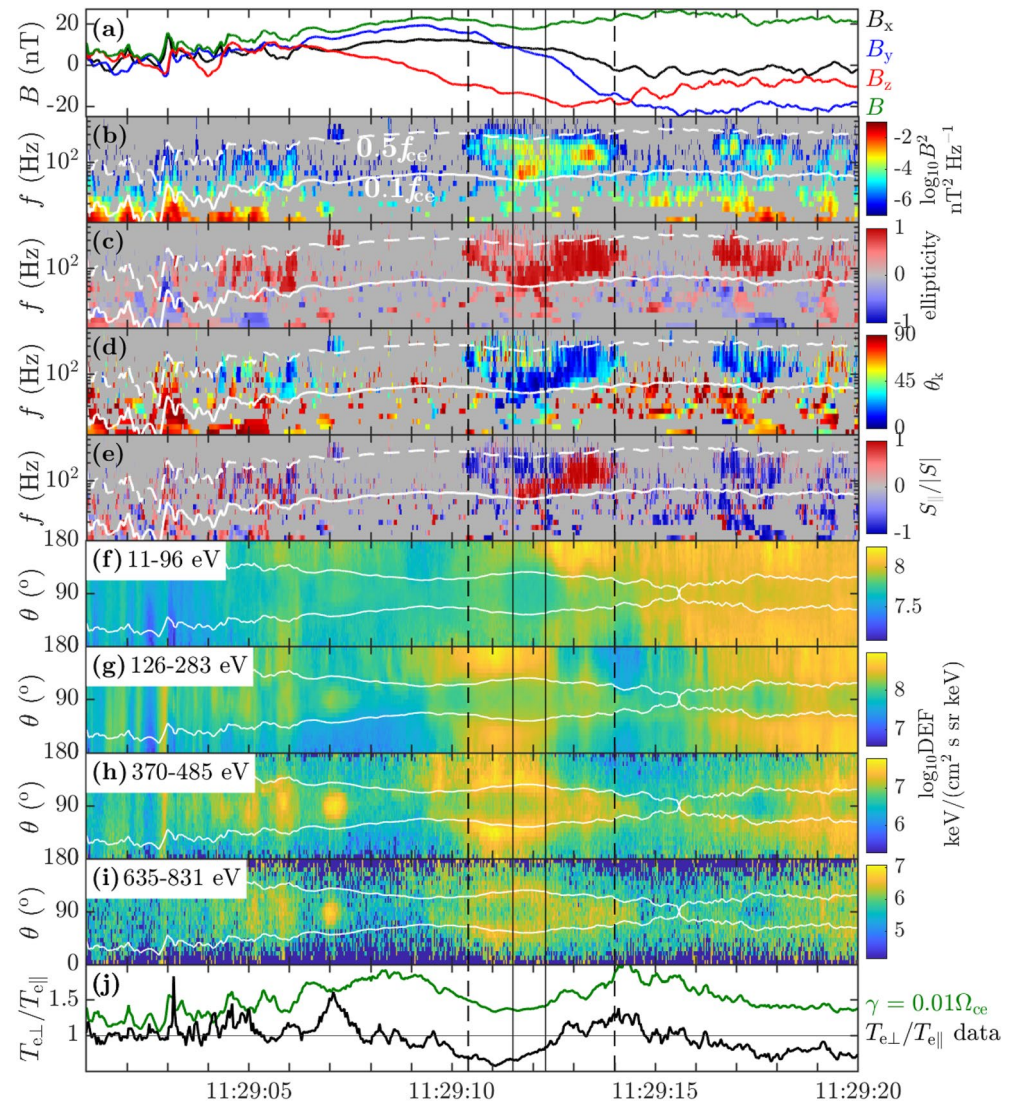 (a)
B (nT)
20
0
-20
Bx
By
Bz
B
(b)
f (Hz)
10²
0.5fce
0.1fce
-2
-4
-6
log₁₀B²
nT² Hz⁻¹
(c)
f (Hz)
10²
1
0
-1
ellipticity
(d)
f (Hz)
10²
90
45
0
θk
(e)
f (Hz)
10²
1
0
-1
S∥/|S|
(f) 11-96 eV
θ (º)
180
90
180
8
7.5
(g) 126-283 eV
θ (º)
90
180
8
7
(h) 370-485 eV
θ (º)
90
180
7
6
5
log₁₀DEF
keV/(cm² s sr keV)
(i) 635-831 eV
θ (º)
90
0
7
6
5
(j)
Te⊥/Te∥
1.5
1
γ = 0.01Ωce
Te⊥/Te∥ data
11:29:05
11:29:10
11:29:15
11:29:20